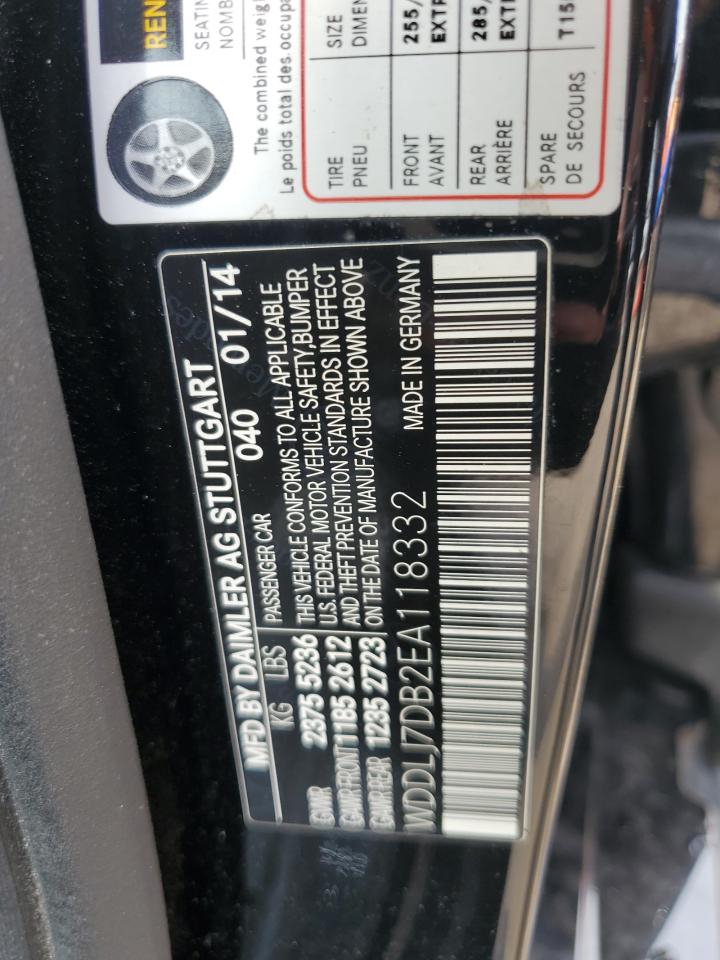 REN
SEATIN
NOMB
The combined weig
Le poids total des occupa
TIRE SIZE
PNEU DIMEN
FRONT 255/
AVANT EXTR
REAR 285/
ARRIÈRE EXTE
SPARE T15
DE SECOURS
MFD BY DAIMLER AG STUTTGART
KG LBS 040 01/14
PASSENGER CAR
GVWR 2375 5236
GAWR FRONT 1185 2612
GAWR REAR 1235 2723
THIS VEHICLE CONFORMS TO ALL APPLICABLE
U.S. FEDERAL MOTOR VEHICLE SAFETY,BUMPER
AND THEFT PREVENTION STANDARDS IN EFFECT
ON THE DATE OF MANUFACTURE SHOWN ABOVE
WDDLJ7DB2EA118332 MADE IN GERMANY